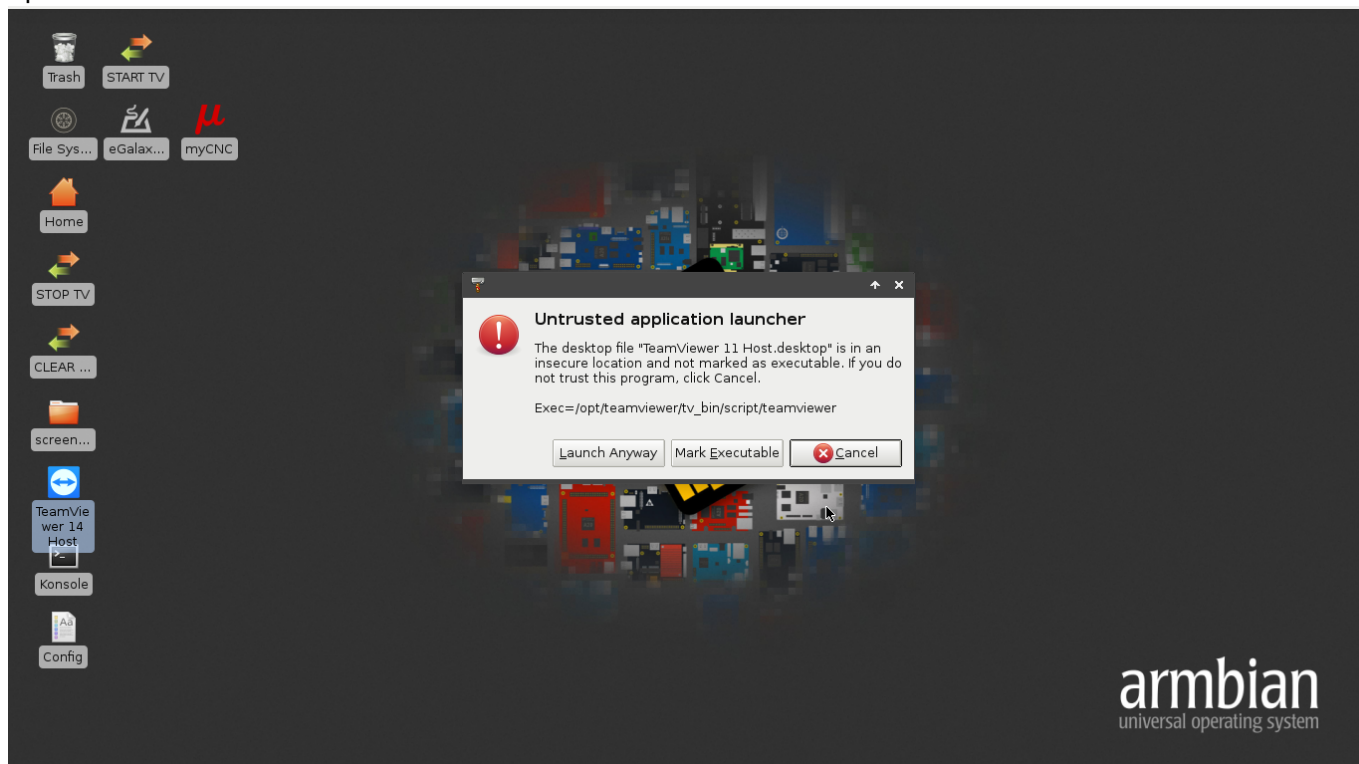 Trash
START TV
File Sys...
eGalax...
myCNC
Home
STOP TV
CLEAR ...
screen...
TeamVie
wer 14
Host
Konsole
Config
Untrusted application launcher
The desktop file "TeamViewer 11 Host.desktop" is in an
insecure location and not marked as executable. If you do
not trust this program, click Cancel.
Exec=/opt/teamviewer/tv_bin/script/teamviewer
Launch Anyway
Mark Executable
Cancel
armbian
universal operating system